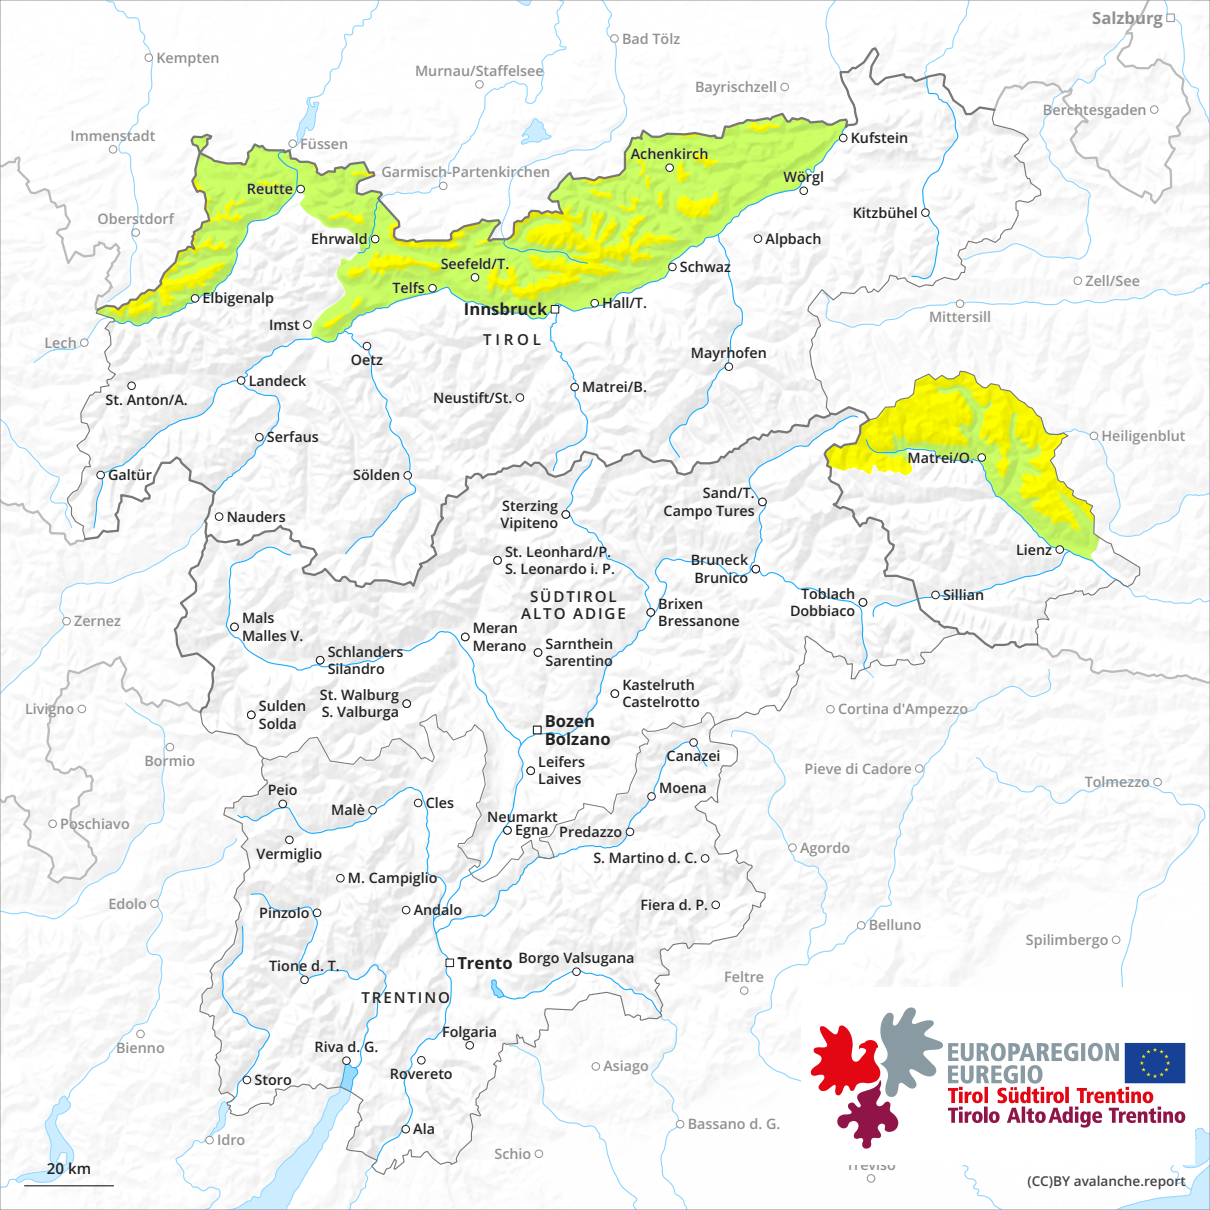 Salzburg
Bad Tölz
Kempten
Murnau/Staffelsee
Bayrischzell
Berchtesgaden
Immenstadt
Füssen
Kufstein
Achenkirch
Garmisch-Partenkirchen
Wörgl
Reutte
Oberstdorf
Kitzbühel
Ehrwald
Alpbach
Seefeld/T.
Schwaz
Zell/See
Telfs
Elbigenalp
Hall/T.
Innsbruck
Mittersill
Imst
TIROL
Lech
Mayrhofen
Oetz
Landeck
Matrei/B.
St. Anton/A.
Neustift/St.
Serfaus
Heiligenblut
Matrei/O.
Galtür
Sölden
Sand/T.
Campo Tures
Sterzing
Vipiteno
Nauders
Lienz
St. Leonhard/P.
S. Leonardo i. P.
Bruneck
Brunico
SÜDTIROL
ALTO ADIGE
Toblach
Dobbiaco
Sillian
Brixen
Bressanone
Zernez
Mals
Malles V.
Meran
Merano
Sarnthein
Sarentino
Schlanders
Silandro
Kastelruth
Castelrotto
St. Walburg
S. Valburga
Sulden
Solda
Livigno
Cortina d'Ampezzo
Bozen
Bolzano
Bormio
Canazei
Leifers
Laives
Pieve di Cadore
Tolmezzo
Peio
Moena
Malè
Cles
Neumarkt
Egna
Predazzo
Poschiavo
Vermiglio
Agordo
S. Martino d. C.
M. Campiglio
Edolo
Pinzolo
Andalo
Fiera d. P.
Belluno
Spilimbergo
Trento
Borgo Valsugana
Tione d. T.
Feltre
TRENTINO
Folgaria
Bienno
Riva d. G.
Rovereto
Asiago
Storo
EUROPAREGION
EUREGIO
Tirol Südtirol Trentino
Tirolo Alto Adige Trentino
Ala
Bassano d. G.
Idro
Schio
Treviso
20 km
(CC)BY avalanche.report